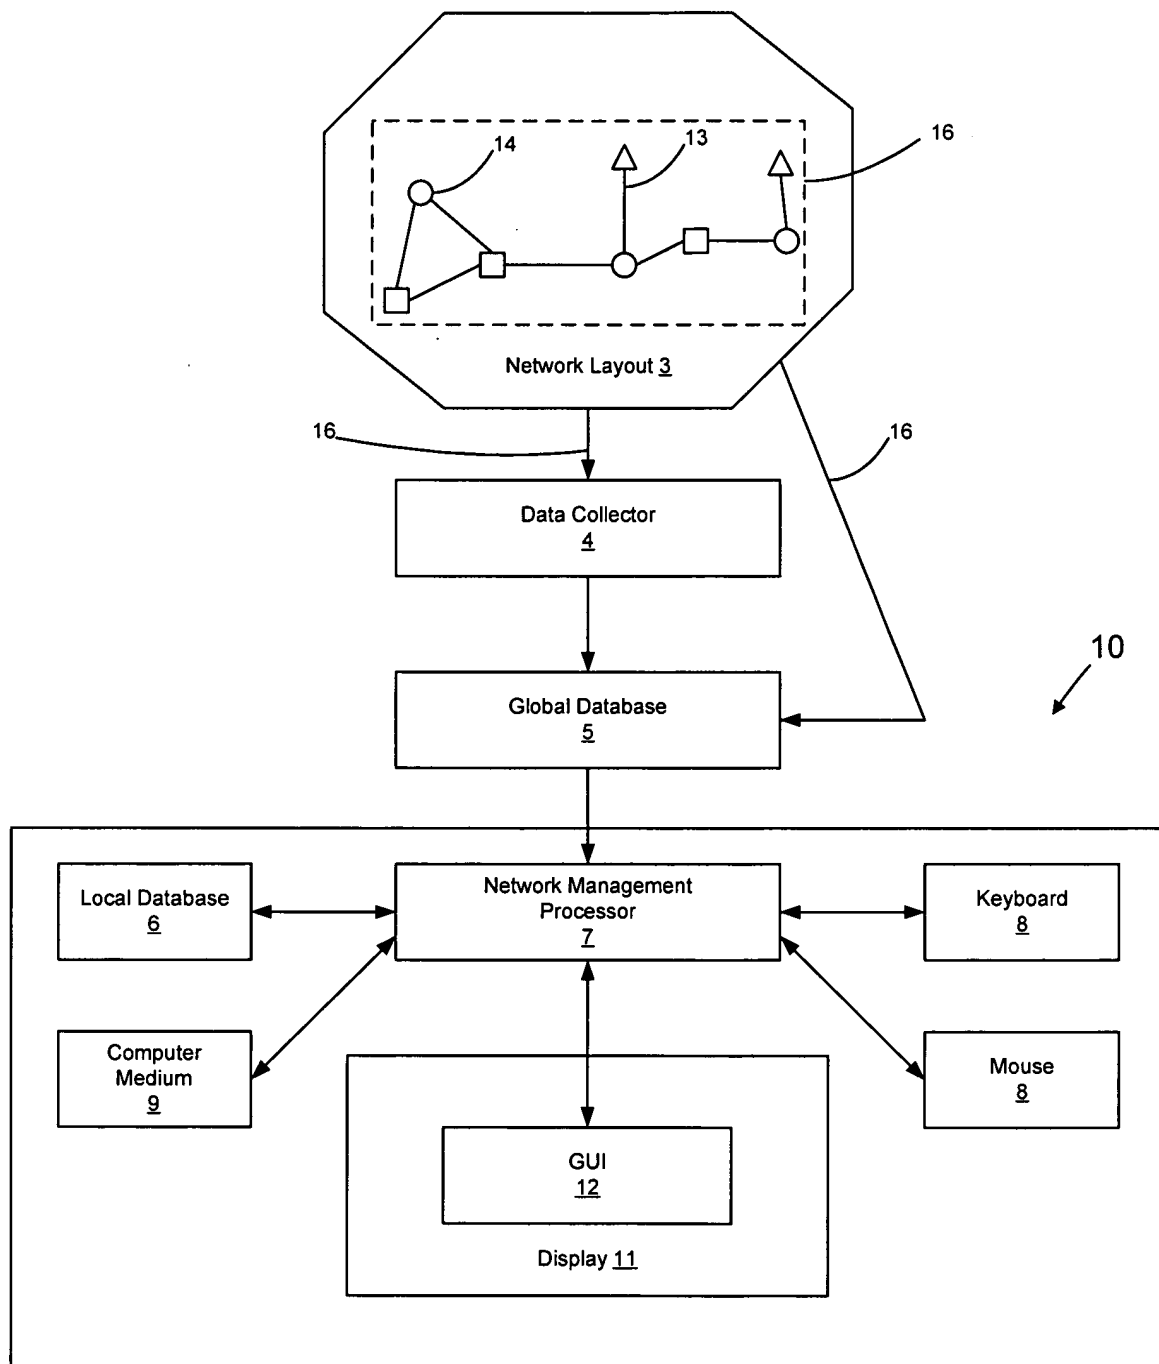 14
13
16
Network Layout 3
16
16
Data Collector
4
10
Global Database
5
Local Database
6
Network Management
Processor
7
Keyboard
8
Computer
Medium
9
Mouse
8
GUI
12
Display 11